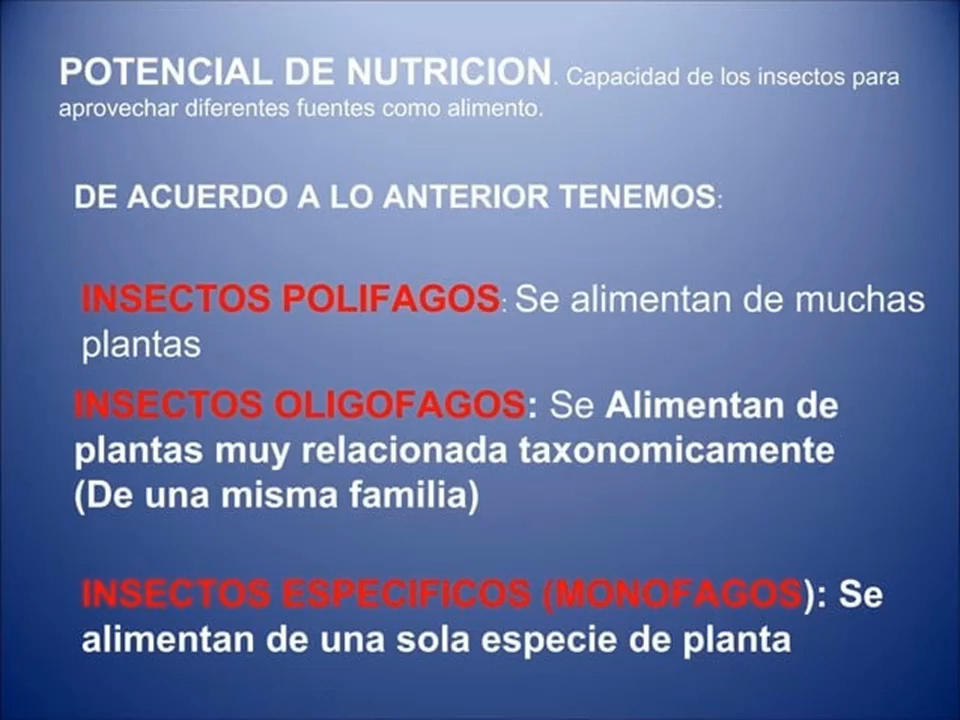 POTENCIAL DE NUTRICION. Capacidad de los insectos para
aprovechar diferentes fuentes como alimento.
DE ACUERDO A LO ANTERIOR TENEMOS:
INSECTOS POLIFAGOS: Se alimentan de muchas
plantas
INSECTOS OLIGOFAGOS: Se Alimentan de
plantas muy relacionada taxonomicamente
(De una misma familia)
INSECTOS ESPECIFICOS (MONOFAGOS): Se
alimentan de una sola especie de planta